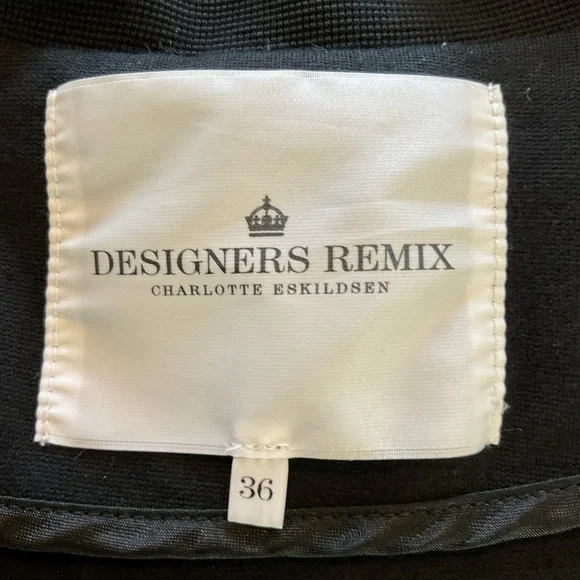 DESIGNERS REMIX
CHARLOTTE ESKILDSEN
36